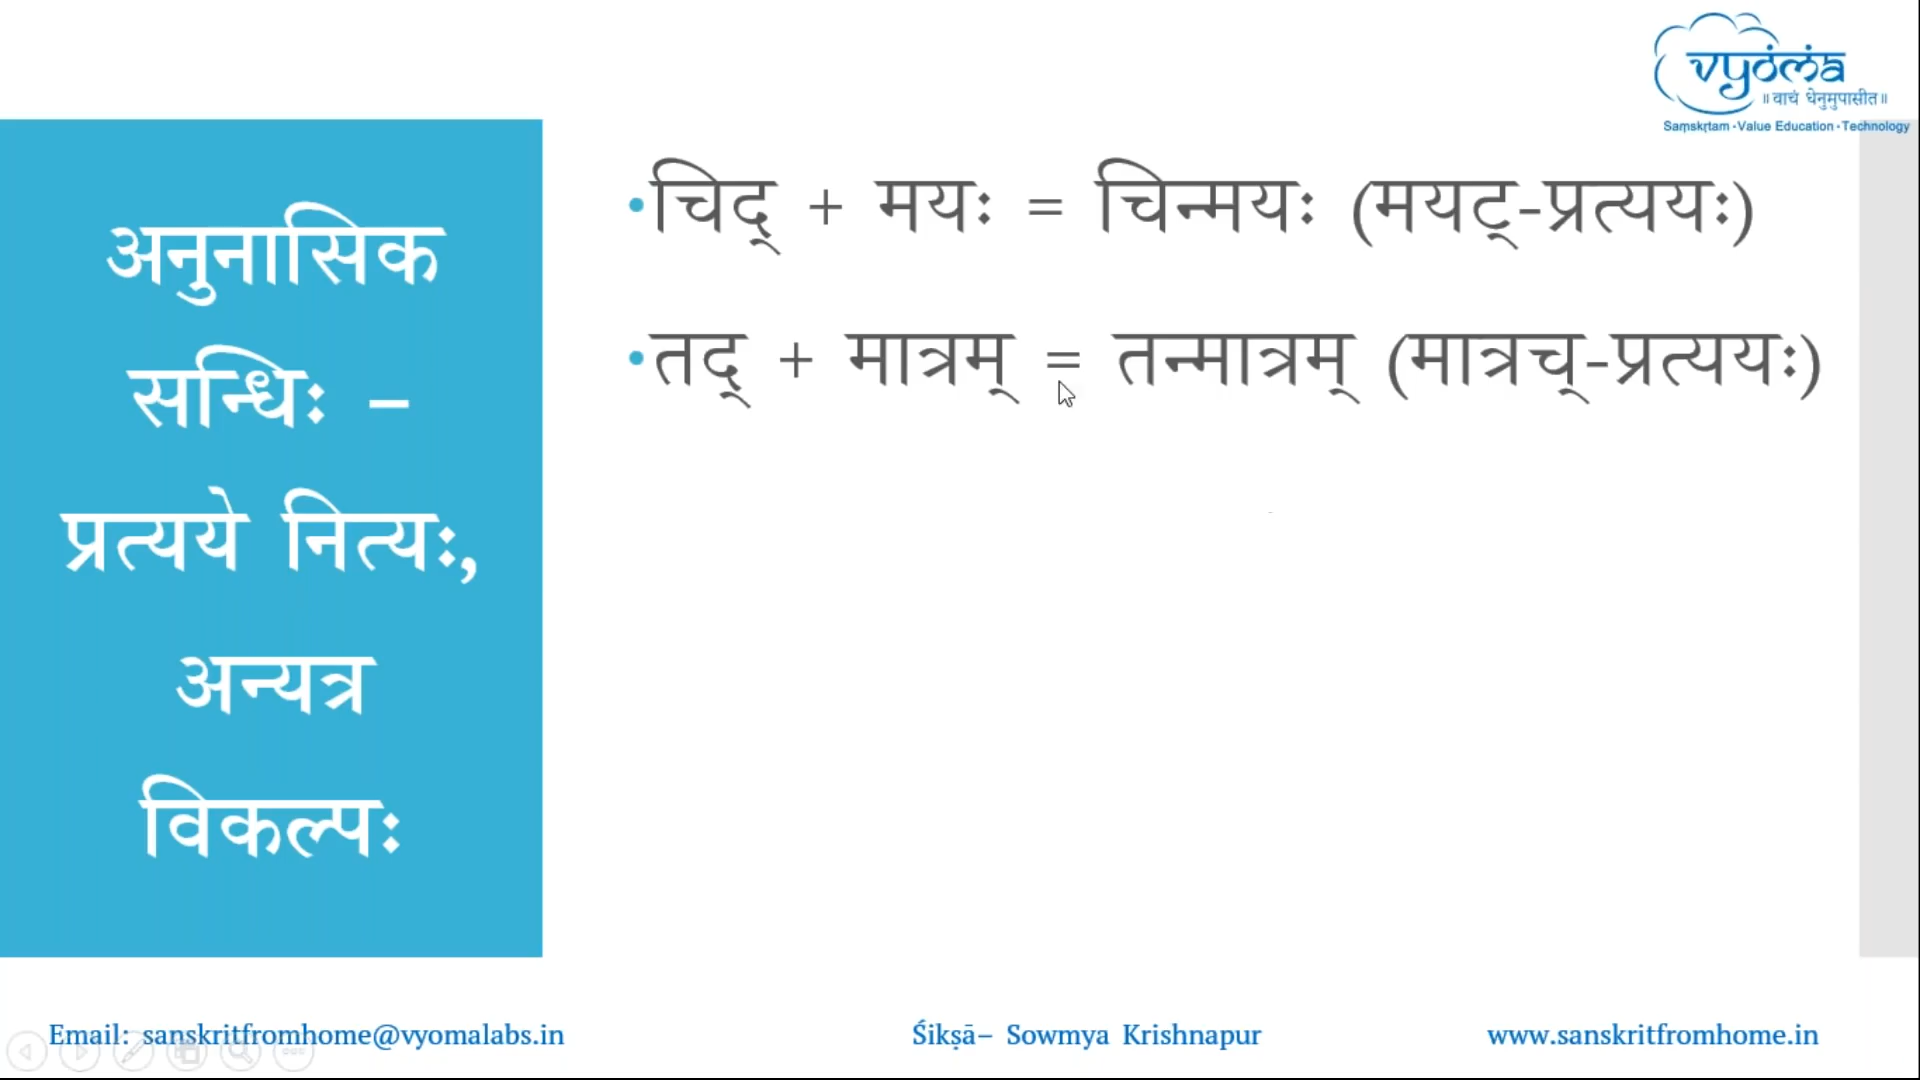 vyoma
॥ वाचं धेनुमुपासीत॥
Saṃskṛtam - Value Education - Technology
अनुनासिक
सन्धिः –
प्रत्यये नित्यः,
अन्यत्र
विकल्पः
•चिद् + मयः = चिन्मयः (मयट्-प्रत्ययः)
•तद् + मात्रम् = तन्मात्रम् (मात्रच्-प्रत्ययः)
Email: sanskritfromhome@vyomalabs.in
Śikṣā– Sowmya Krishnapur
www.sanskritfromhome.in